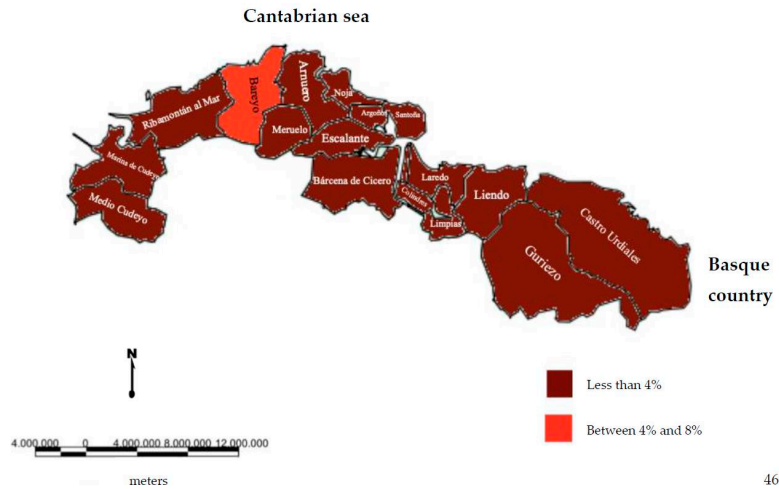 Cantabrian sea
Ribamontán al Mar
Bareyo
Arnuero
Noja
Argoños
Santoña
Meruelo
Escalante
Marina de Cudeyo
Medio Cudeyo
Bárcena de Cicero
Laredo
Colindres
Limpias
Liendo
Guriezo
Castro Urdiales
Basque
country
N
Less than 4%
Between 4% and 8%
4.000.000 0 4.000.000 8.000.000 12.000.000
meters
46